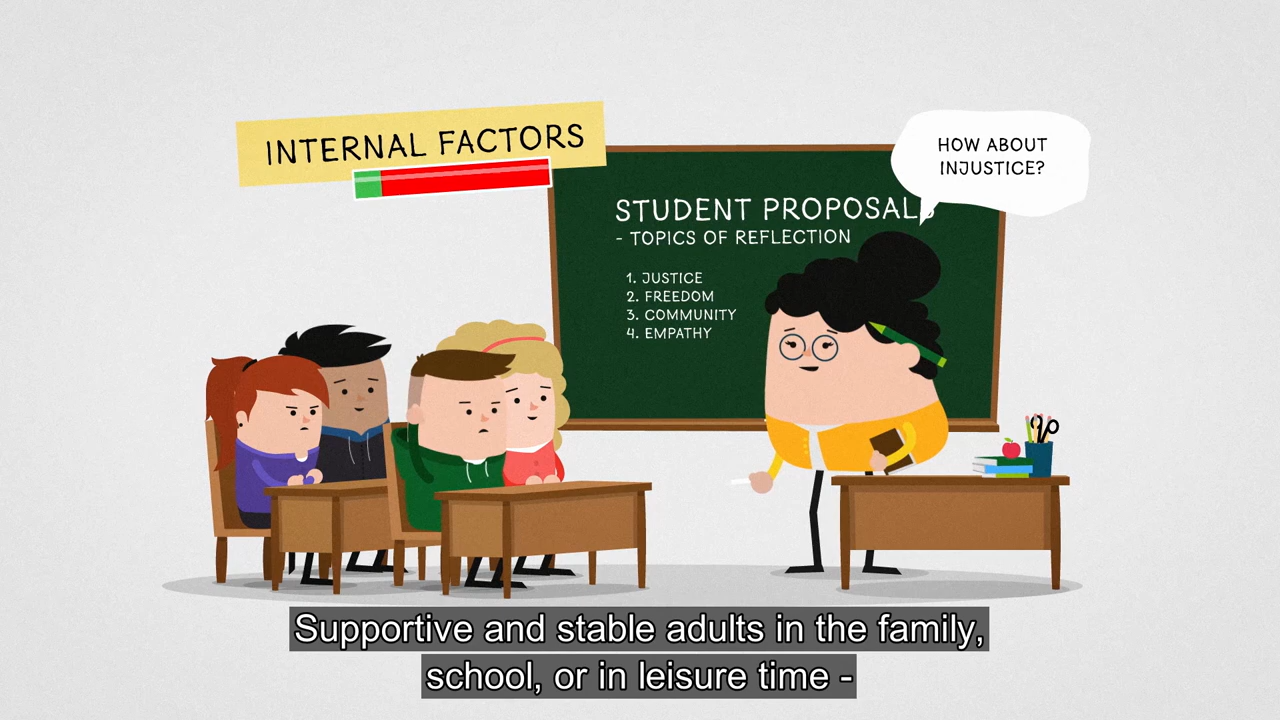 INTERNAL FACTORS
HOW ABOUT
INJUSTICE?
STUDENT PROPOSALS
- TOPICS OF REFLECTION
1. JUSTICE
2. FREEDOM
3. COMMUNITY
4. EMPATHY
Supportive and stable adults in the family,
school, or in leisure time -